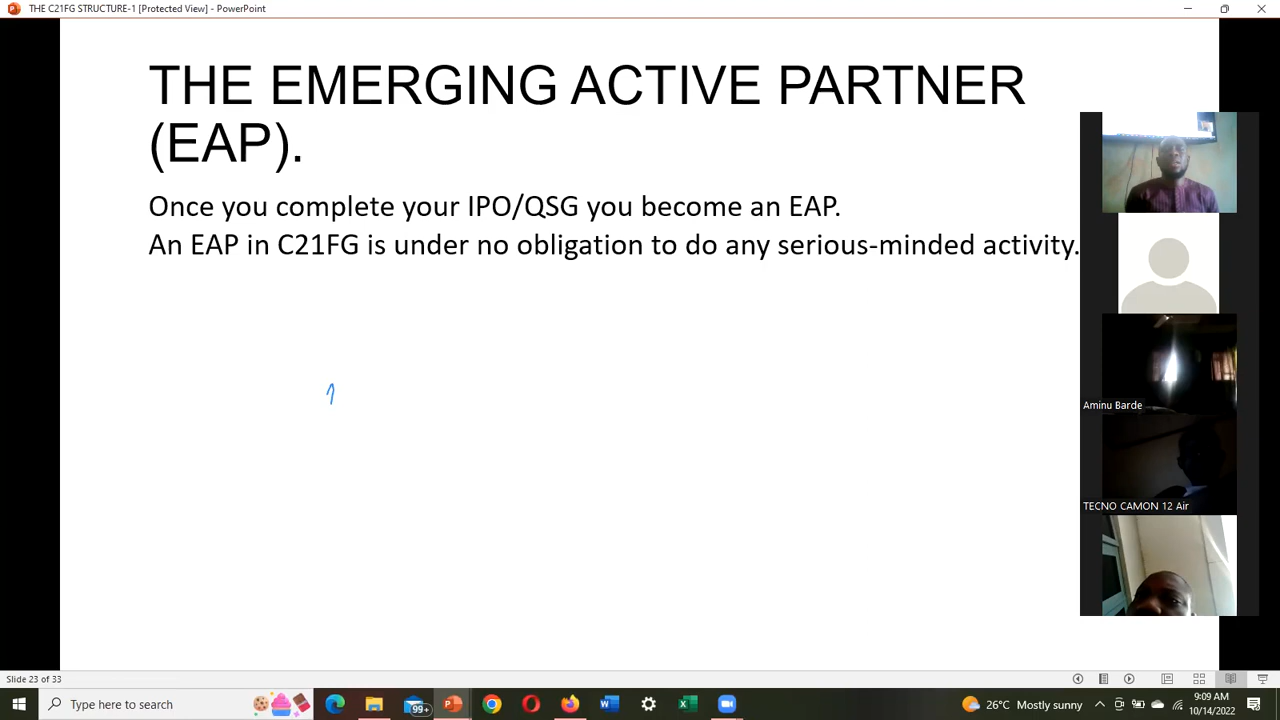 THE C21FG STRUCTURE-1 [Protected View] - PowerPoint
THE EMERGING ACTIVE PARTNER
(EAP).
Once you complete your IPO/QSG you become an EAP.
An EAP in C21FG is under no obligation to do any serious-minded activity.
Aminu Barde
TECNO CAMON 12 Air
Slide 23 of 33
Type here to search
99+
26°C Mostly sunny
9:09 AM
10/14/2022